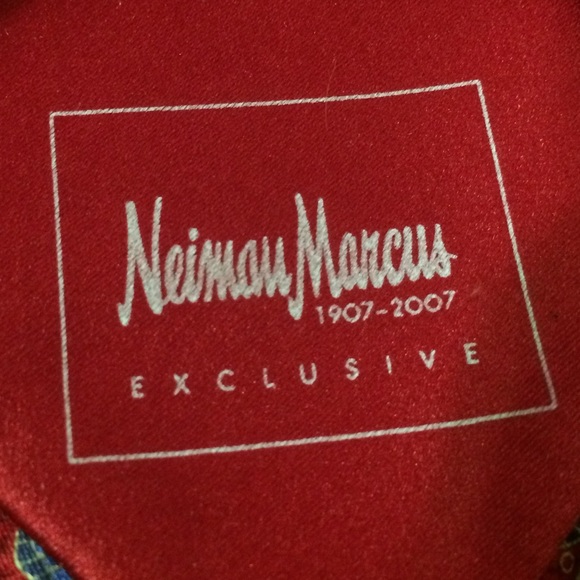 Neiman Marcus
1907-2007
EXCLUSIVE